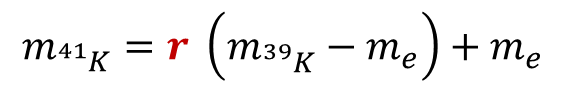 m₄₁K = r (m₃₉K − mₑ) + mₑ